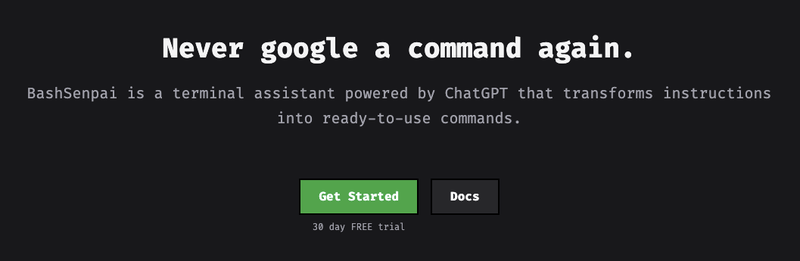 Never google a command again.
BashSenpai is a terminal assistant powered by ChatGPT that transforms instructions
into ready-to-use commands.
Get Started
Docs
30 day FREE trial